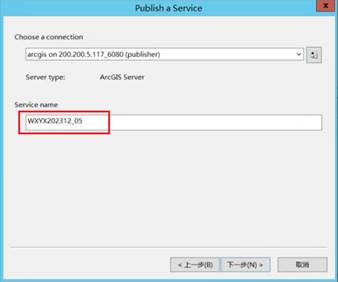 Publish a Service
x
Choose a connection
arcgis on 200.200.5.117_6080 (publisher)
Server type: ArcGIS Server
Service name
WXYX202312_05
< 上一步(B) 下一步(N) > 取消